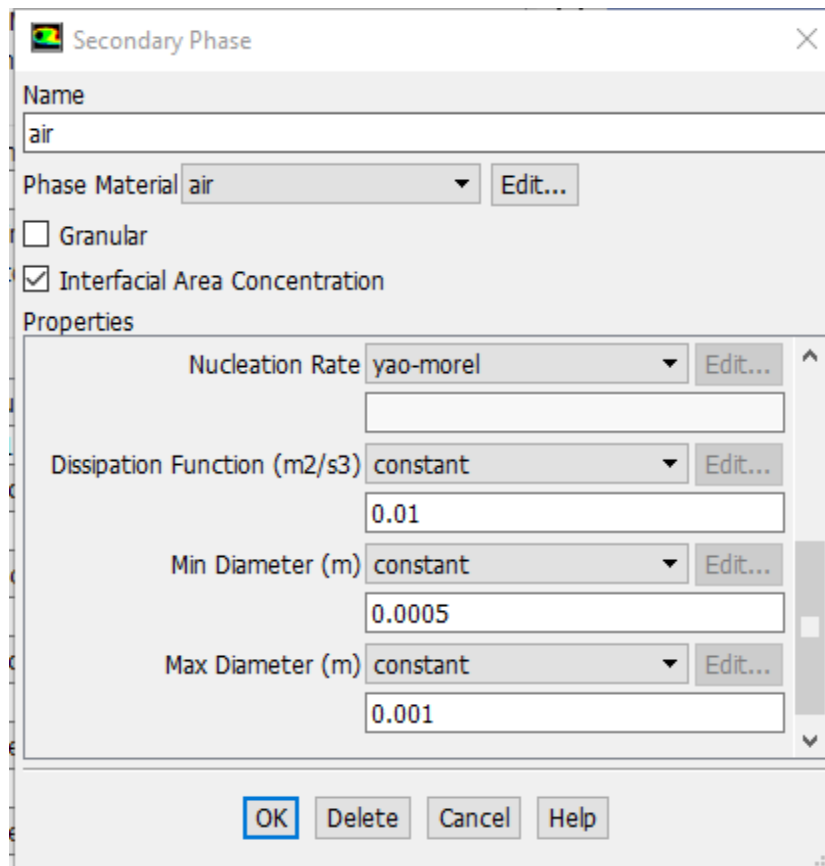 Secondary Phase
Name
air
Phase Material air Edit...
Granular
Interfacial Area Concentration
Properties
Nucleation Rate yao-morel Edit...
Dissipation Function (m2/s3) constant Edit...
0.01
Min Diameter (m) constant Edit...
0.0005
Max Diameter (m) constant Edit...
0.001
OK Delete Cancel Help